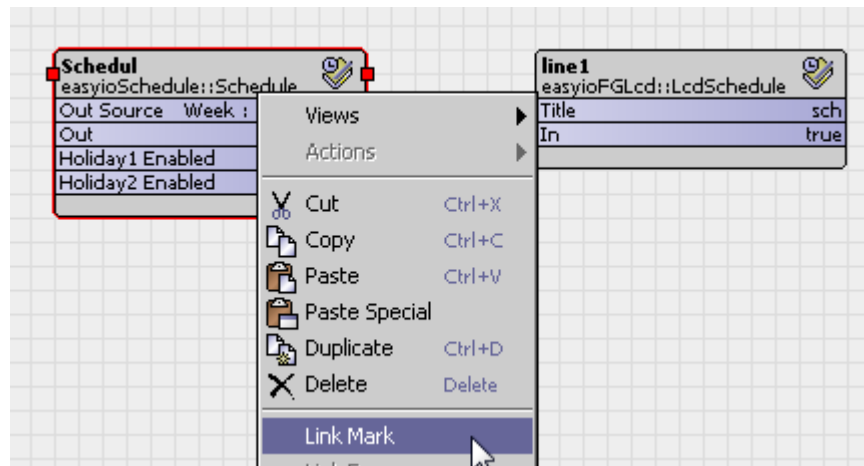 Schedul
easyioSchedule::Schedule
Out Source Week :
Out
Holiday1 Enabled
Holiday2 Enabled
line1
easyioFGLcd::LcdSchedule
Title sch
In true
Views
Actions
Cut Ctrl+X
Copy Ctrl+C
Paste Ctrl+V
Paste Special
Duplicate Ctrl+D
Delete Delete
Link Mark